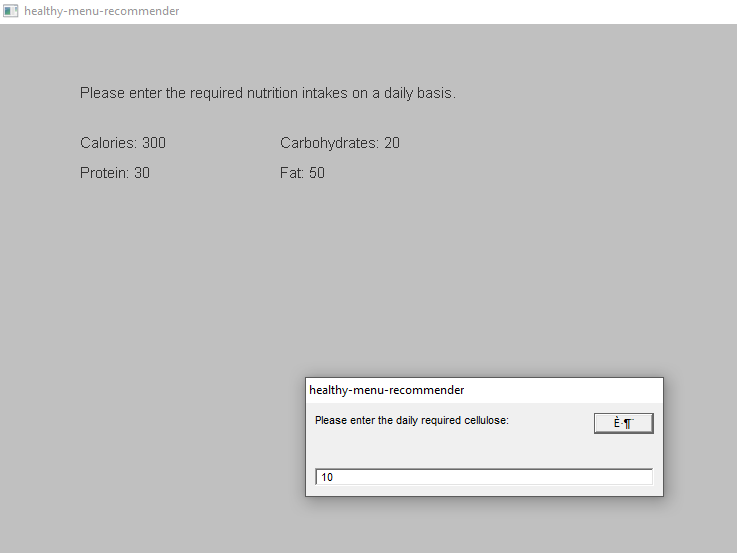 healthy-menu-recommender
Please enter the required nutrition intakes on a daily basis.
Calories: 300 Carbohydrates: 20
Protein: 30 Fat: 50
healthy-menu-recommender
Please enter the daily required cellulose:
È·¶¨
10